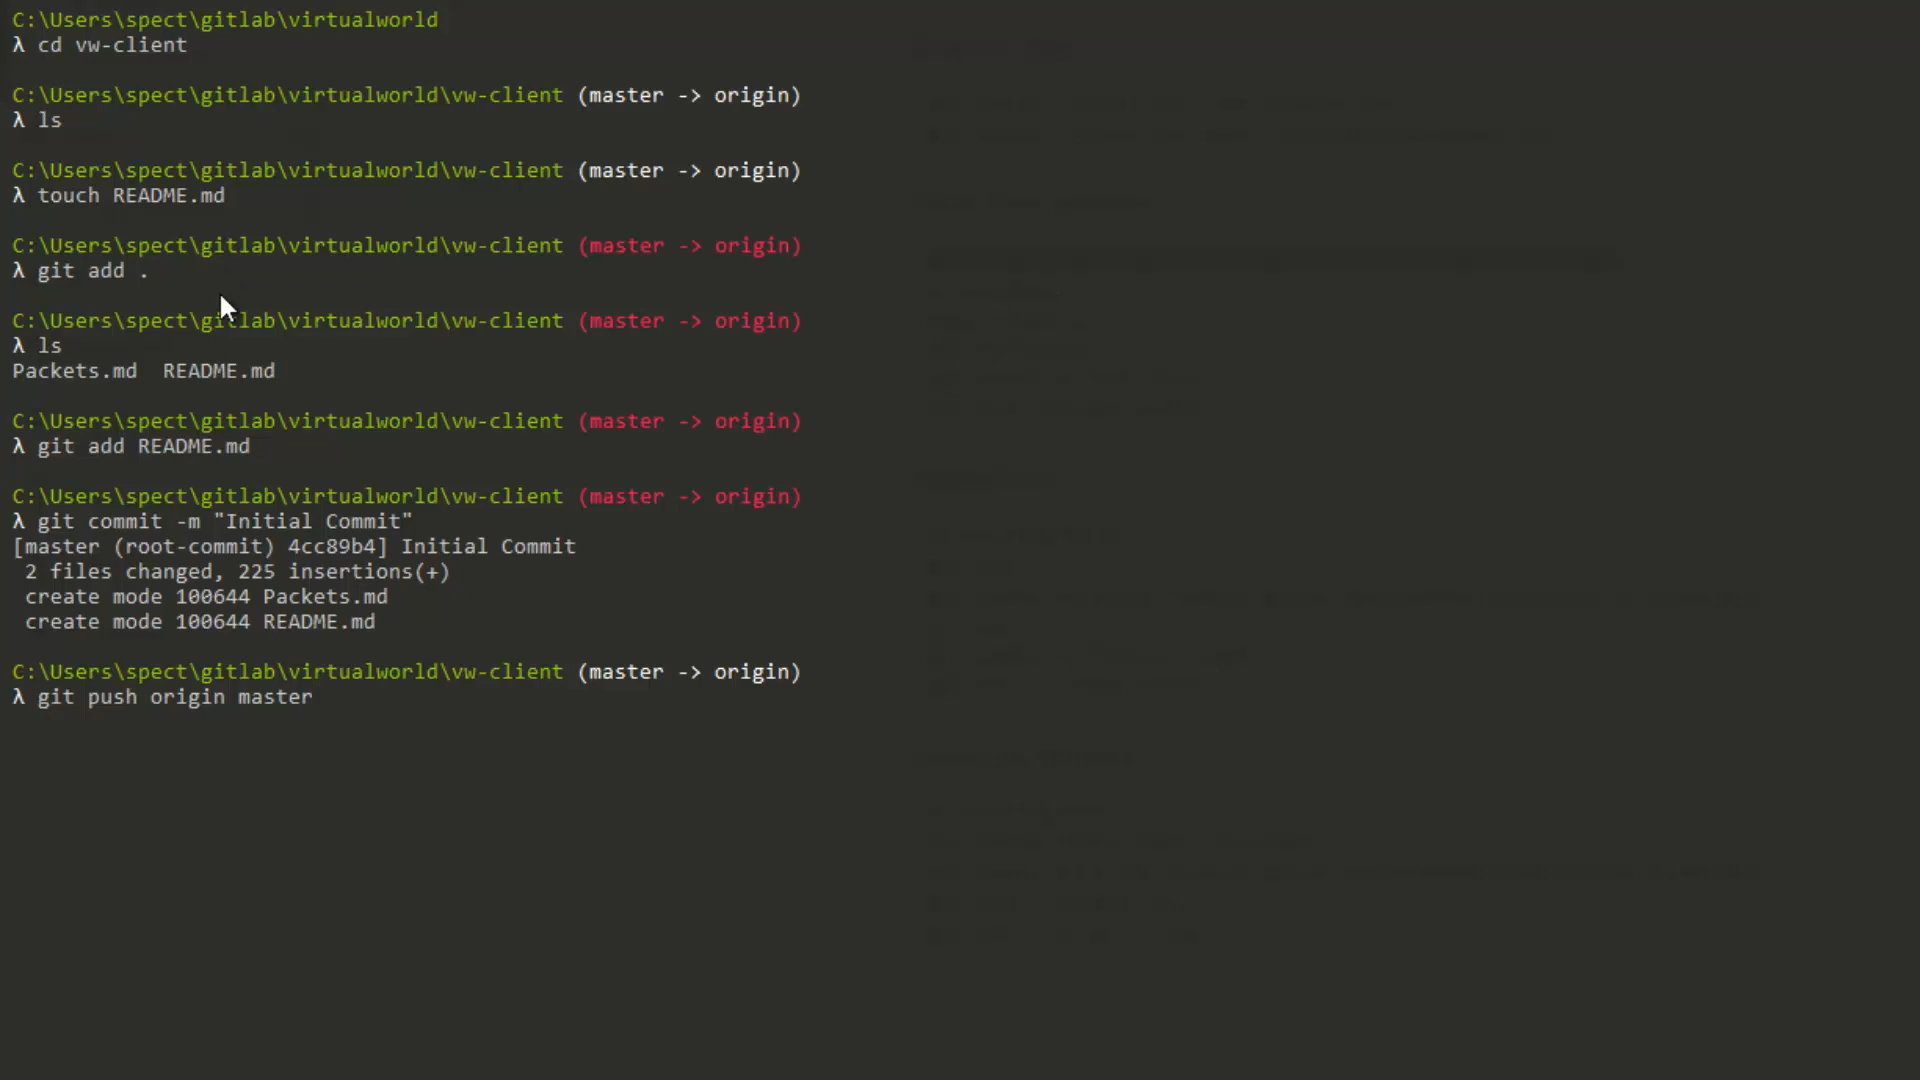 C:\Users\spect\gitlab\virtualworld
λ cd vw-client
C:\Users\spect\gitlab\virtualworld\vw-client (master -> origin)
λ ls
C:\Users\spect\gitlab\virtualworld\vw-client (master -> origin)
λ touch README.md
C:\Users\spect\gitlab\virtualworld\vw-client (master -> origin)
λ git add .
C:\Users\spect\gitlab\virtualworld\vw-client (master -> origin)
λ ls
Packets.md  README.md
C:\Users\spect\gitlab\virtualworld\vw-client (master -> origin)
λ git add README.md
C:\Users\spect\gitlab\virtualworld\vw-client (master -> origin)
λ git commit -m "Initial Commit"
[master (root-commit) 4cc89b4] Initial Commit
 2 files changed, 225 insertions(+)
 create mode 100644 Packets.md
 create mode 100644 README.md
C:\Users\spect\gitlab\virtualworld\vw-client (master -> origin)
λ git push origin master